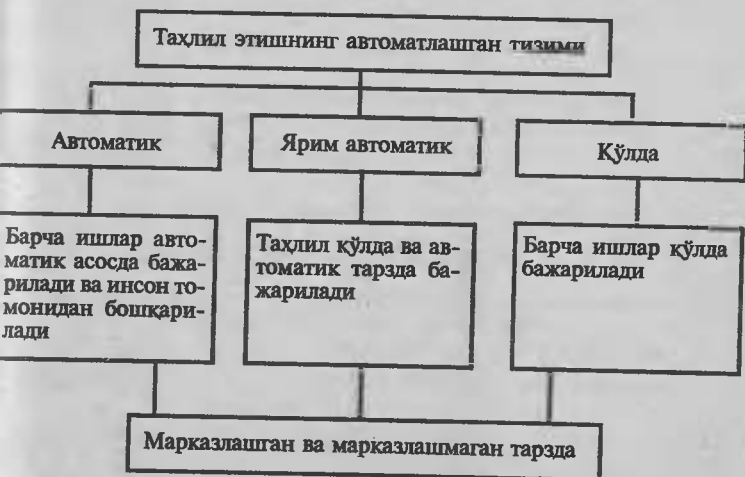 Таҳлил этишнинг автоматлашган тизими
Автоматик
Ярим автоматик
Қўлда
Барча ишлар авто-
матик асосда бажа-
рилади ва инсон то-
монидан бошқари-
лади
Таҳлил қўлда ва ав-
томатик тарзда ба-
жарилади
Барча ишлар қўлда
бажарилади
Марказлашган ва марказлашмаган тарзда